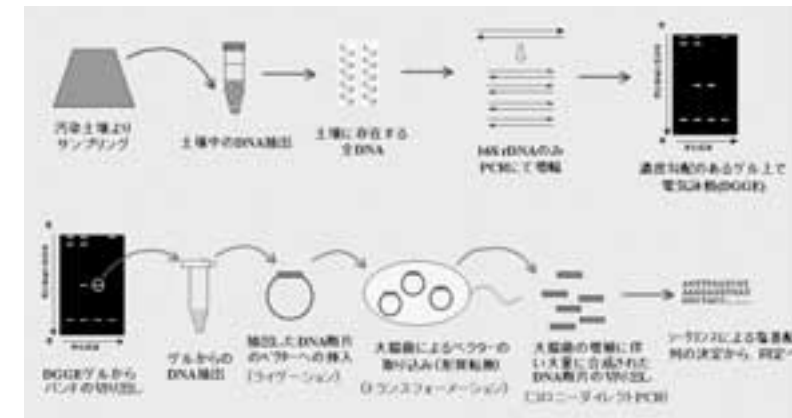 汚染土壌より
サンプリング
土壌中のDNA抽出
土壌に存在する
全DNA
16S rDNAのみ
PCRにて増幅
濃度勾配のあるゲル上で
電気泳動(DGGE)
DGGEゲルから
バンドの切り出し
ゲルからの
DNA抽出
抽出したDNA断片
のベクターへの挿入
(ライゲーション)
大腸菌によるベクターの
取り込み(形質転換)
(トランスフォーメーション)
大腸菌の増殖に伴
い大量に合成された
DNA断片の切り出し
(コロニーダイレクトPCR)
シークエンスによる塩基配
列の決定から、同定へ